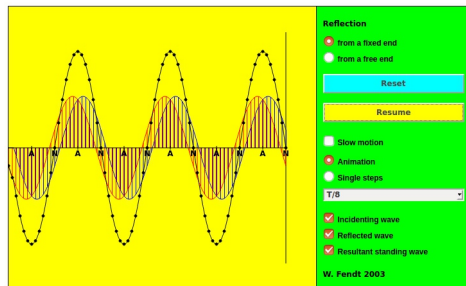 A N A N A N A N A N A N
Reflection
from a fixed end
from a free end
Reset
Resume
Slow motion
Animation
Single steps
T/8
Incidenting wave
Reflected wave
Resultant standing wave
W. Fendt 2003